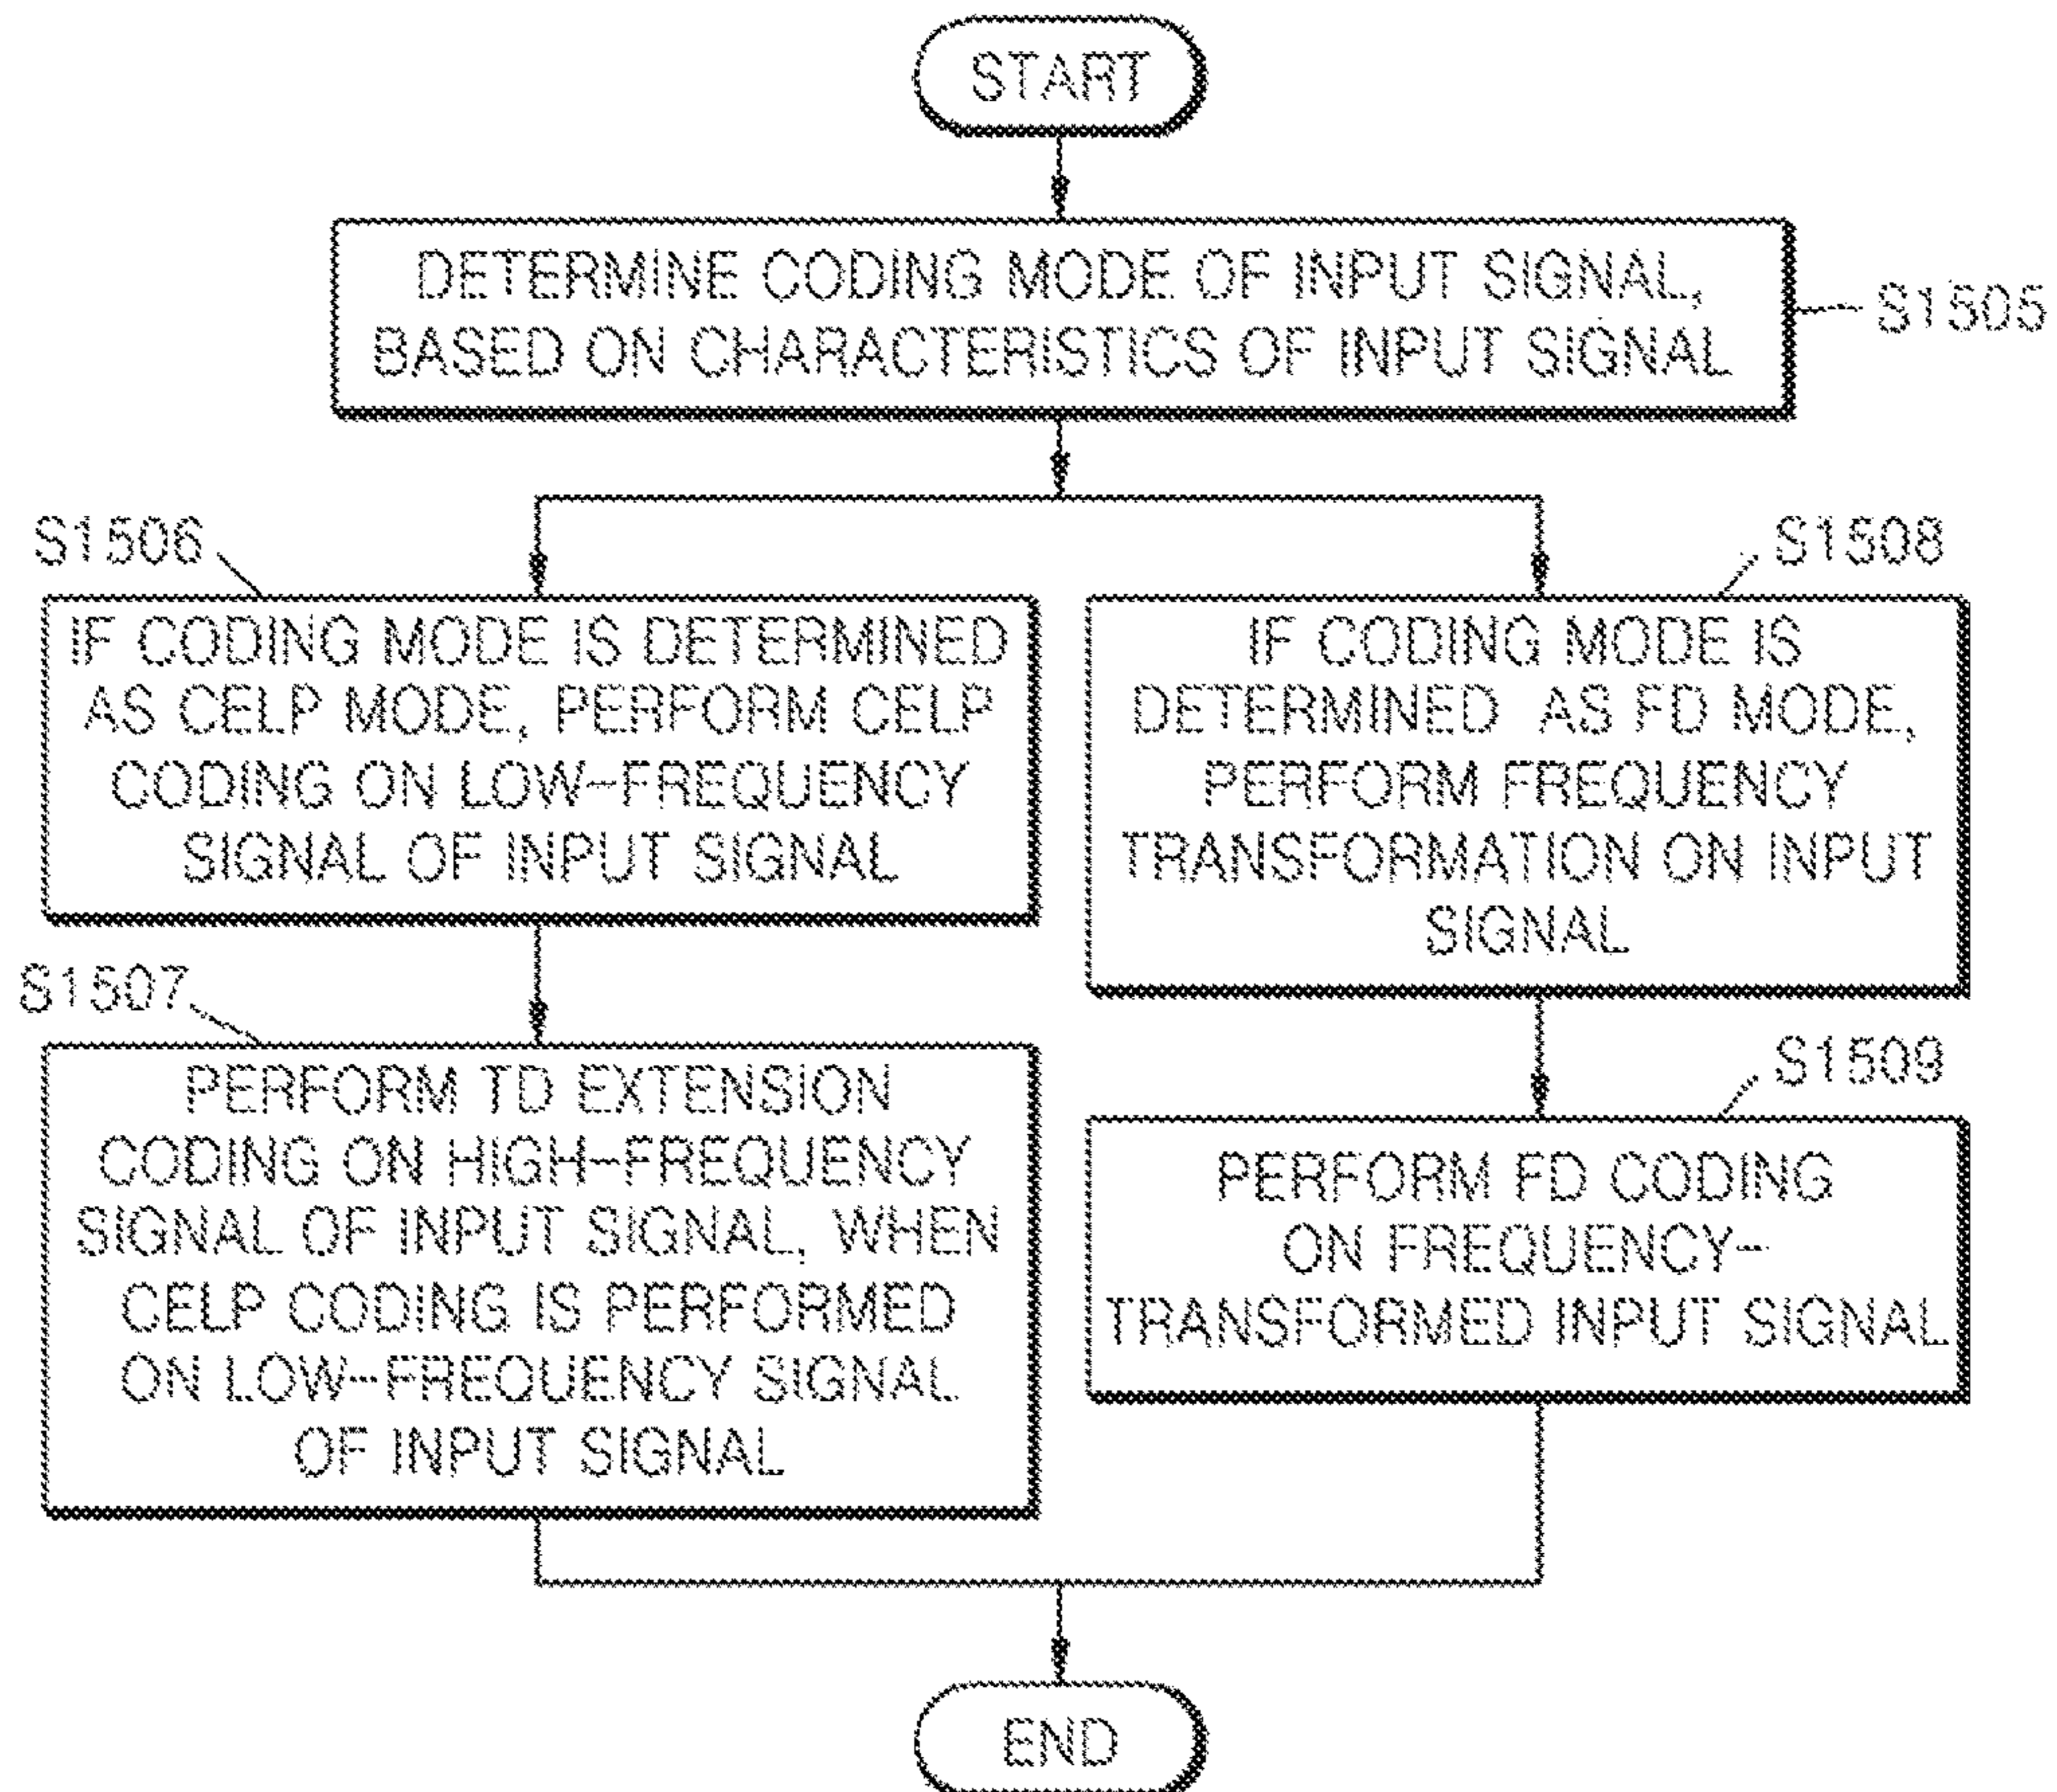 START
DETERMINE CODING MODE OF INPUT SIGNAL,
BASED ON CHARACTERISTICS OF INPUT SIGNAL
S1505
S1506
IF CODING MODE IS DETERMINED
AS CELP MODE, PERFORM CELP
CODING ON LOW-FREQUENCY
SIGNAL OF INPUT SIGNAL
S1507
PERFORM TD EXTENSION
CODING ON HIGH-FREQUENCY
SIGNAL OF INPUT SIGNAL, WHEN
CELP CODING IS PERFORMED
ON LOW-FREQUENCY SIGNAL
OF INPUT SIGNAL
S1508
IF CODING MODE IS
DETERMINED AS FD MODE,
PERFORM FREQUENCY
TRANSFORMATION ON INPUT
SIGNAL
S1509
PERFORM FD CODING
ON FREQUENCY-
TRANSFORMED INPUT SIGNAL
END